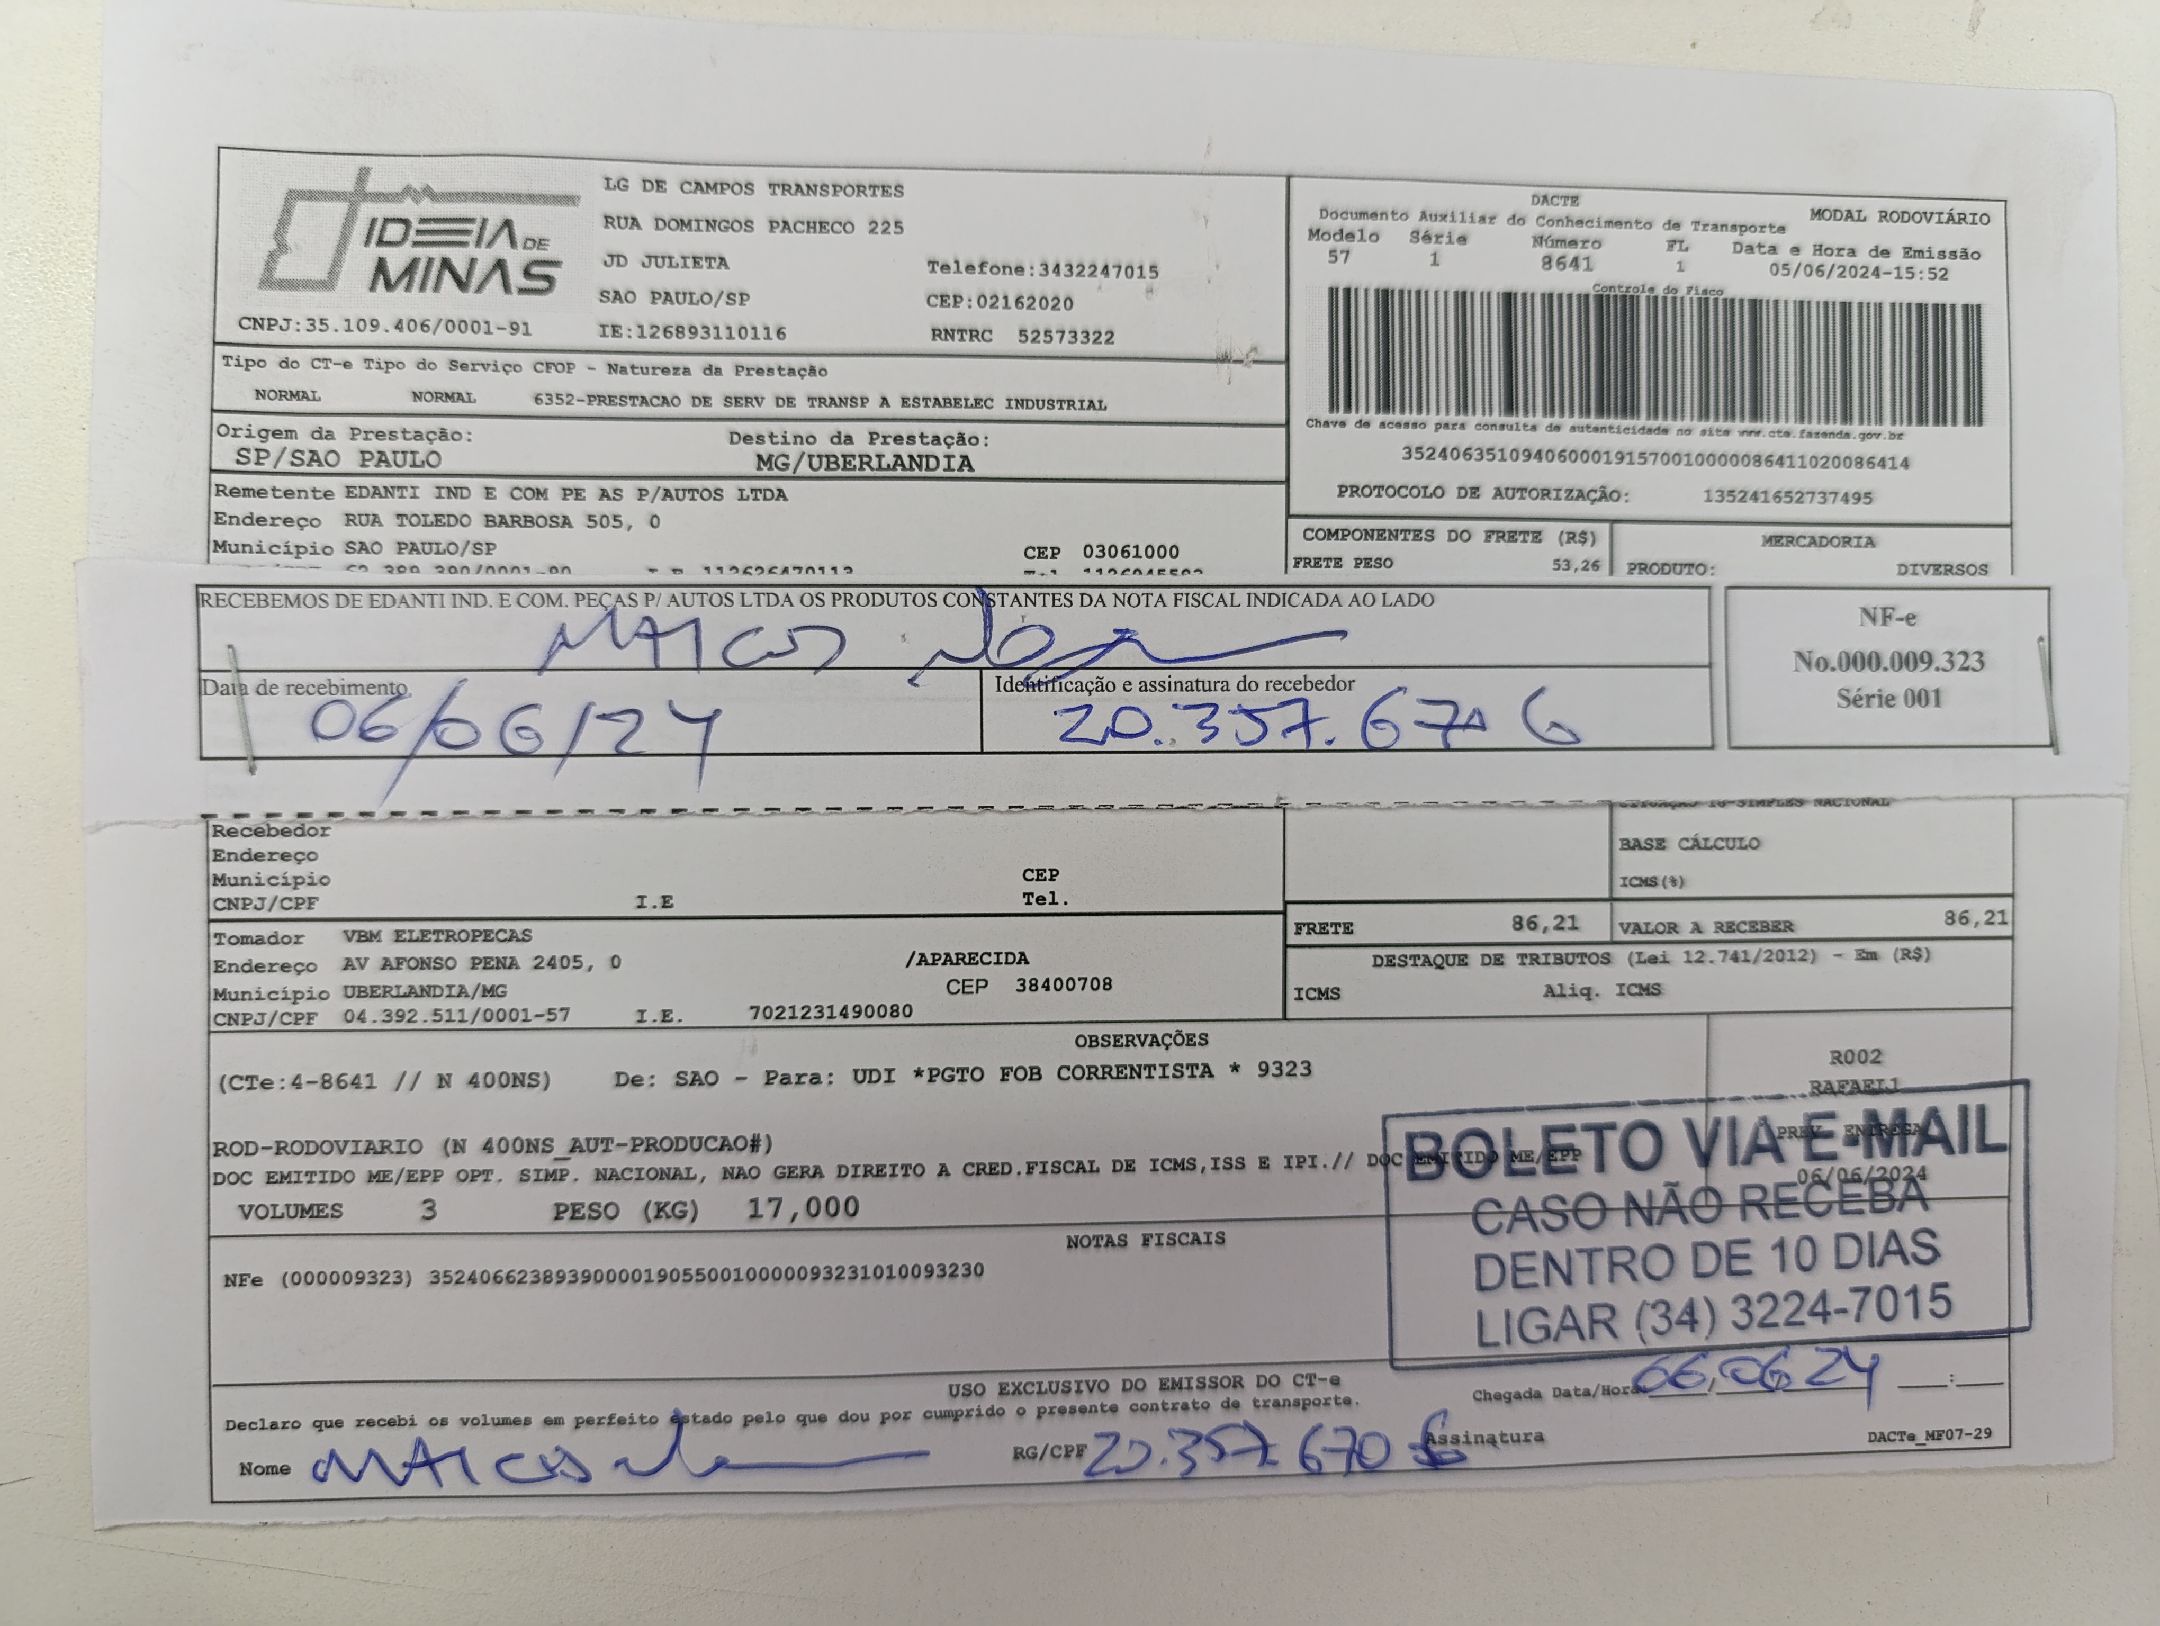 IDEIA DE MINAS
LG DE CAMPOS TRANSPORTES
RUA DOMINGOS PACHECO 225
JD JULIETA Telefone:3432247015
SAO PAULO/SP CEP:02162020
CNPJ:35.109.406/0001-91 IE:126893110116 RNTRC 52573322
DACTE
Documento Auxiliar do Conhecimento de Transporte MODAL RODOVIÁRIO
Modelo Série Número FL Data e Hora de Emissão
57 1 8641 1 05/06/2024-15:52
Controle do Fisco
Chave de acesso para consulta de autenticidade no site www.cte.fazenda.gov.br
35240635109406000191570010000086411020086414
PROTOCOLO DE AUTORIZAÇÃO: 135241652737495
Tipo do CT-e Tipo do Serviço CFOP - Natureza da Prestação
NORMAL NORMAL 6352-PRESTACAO DE SERV DE TRANSP A ESTABELEC INDUSTRIAL
Origem da Prestação: Destino da Prestação:
SP/SAO PAULO MG/UBERLANDIA
Remetente EDANTI IND E COM PE AS P/AUTOS LTDA
Endereço RUA TOLEDO BARBOSA 505, 0
Município SAO PAULO/SP CEP 03061000
COMPONENTES DO FRETE (R$) MERCADORIA
FRETE PESO 53,26 PRODUTO: DIVERSOS
RECEBEMOS DE EDANTI IND. E COM. PEÇAS P/ AUTOS LTDA OS PRODUTOS CONSTANTES DA NOTA FISCAL INDICADA AO LADO
MARCOS
Data de recebimento Identificação e assinatura do recebedor
06/06/24 20.357.670 6
NF-e
No.000.009.323
Série 001
SIMPLES NACIONAL
Recebedor
Endereço
Município CEP
CNPJ/CPF I.E Tel.
BASE CÁLCULO
ICMS(%)
FRETE 86,21 VALOR A RECEBER 86,21
Tomador VBM ELETROPECAS
Endereço AV AFONSO PENA 2405, 0 /APARECIDA
Município UBERLANDIA/MG CEP 38400708
CNPJ/CPF 04.392.511/0001-57 I.E. 7021231490080
DESTAQUE DE TRIBUTOS (Lei 12.741/2012) - Em (R$)
ICMS Aliq. ICMS
OBSERVAÇÕES
(CTe:4-8641 // N 400NS) De: SAO - Para: UDI *PGTO FOB CORRENTISTA * 9323
R002
RAFAEL1
PREV. ENTREGA
06/06/2024
ROD-RODOVIARIO (N 400NS_AUT-PRODUCAO#)
DOC EMITIDO ME/EPP OPT. SIMP. NACIONAL, NAO GERA DIREITO A CRED.FISCAL DE ICMS,ISS E IPI.// DOC EMITIDO ME/EPP
VOLUMES 3 PESO (KG) 17,000
BOLETO VIA E-MAIL
CASO NÃO RECEBA
DENTRO DE 10 DIAS
LIGAR (34) 3224-7015
NOTAS FISCAIS
NFe (000009323) 35240662389390000190550010000093231010093230
USO EXCLUSIVO DO EMISSOR DO CT-e
Chegada Data/Hora 06,06 24 ___:___
Declaro que recebi os volumes em perfeito estado pelo que dou por cumprido o presente contrato de transporte.
Nome MARCOS RG/CPF 20.357.670 6 Assinatura DACTe_MF07-29